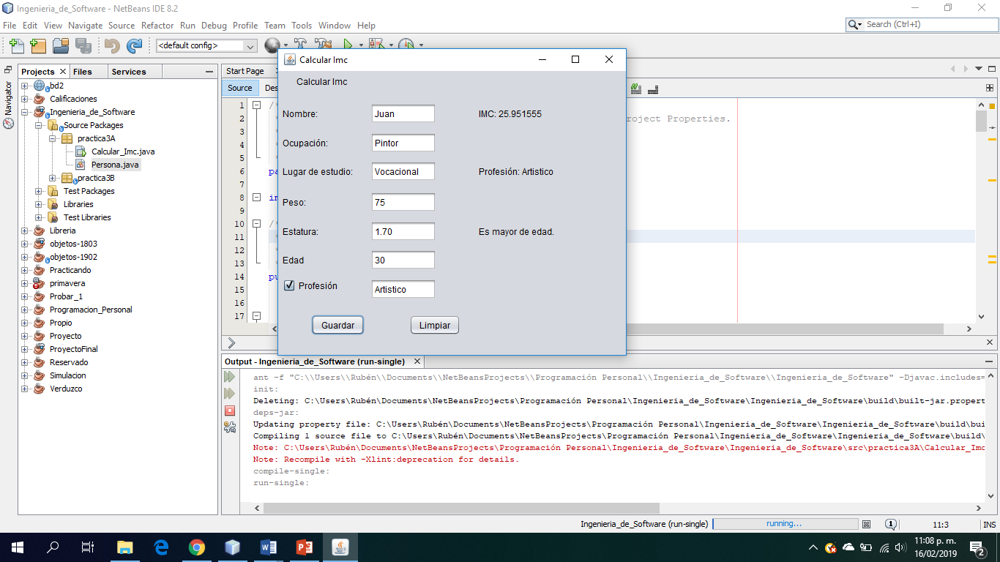 Ingenieria_de_Software - NetBeans IDE 8.2
File Edit View Navigate Source Refactor Run Debug Profile Team Tools Window Help
Search (Ctrl+I)
<default config>
Calcular Imc
Projects Files Services
Start Page
Navigator
Source Des
bd2
Calificaciones
Ingenieria_de_Software
Source Packages
practica3A
Calcular_Imc.java
Persona.java
practica3B
Test Packages
Libraries
Test Libraries
Libreria
objetos-1803
objetos-1902
Practicando
primavera
Probar_1
Programacion_Personal
Propio
Proyecto
ProyectoFinal
Reservado
Simulacion
Verduzco
1 /*
2 * roject Properties.
3 *
4 *
5 *
6 pa
7
8 im
9
10 /*
11 *
12 *
13 *
14 pu
15
16
17
Calcular Imc
Nombre: Juan IMC: 25.951555
Ocupación: Pintor
Lugar de estudio: Vocacional Profesión: Artistico
Peso: 75
Estatura: 1.70 Es mayor de edad.
Edad 30
Profesión Artistico
Guardar Limpiar
Output - Ingenieria_de_Software (run-single)
ant -f "C:\\Users\\Rubén\\Documents\\NetBeansProjects\\Programación Personal\\Ingenieria_de_Software\\Ingenieria_de_Software" -Djavac.includes=
init:
Deleting: C:\Users\Rubén\Documents\NetBeansProjects\Programación Personal\Ingenieria_de_Software\Ingenieria_de_Software\build\built-jar.propert
deps-jar:
Updating property file: C:\Users\Rubén\Documents\NetBeansProjects\Programación Personal\Ingenieria_de_Software\Ingenieria_de_Software\build\bui
Compiling 1 source file to C:\Users\Rubén\Documents\NetBeansProjects\Programación Personal\Ingenieria_de_Software\Ingenieria_de_Software\build\
Note: C:\Users\Rubén\Documents\NetBeansProjects\Programación Personal\Ingenieria_de_Software\Ingenieria_de_Software\src\practica3A\Calcular_Imc
Note: Recompile with -Xlint:deprecation for details.
compile-single:
run-single:
Ingenieria_de_Software (run-single) running... 1 11:3 INS
11:08 p. m.
16/02/2019
2